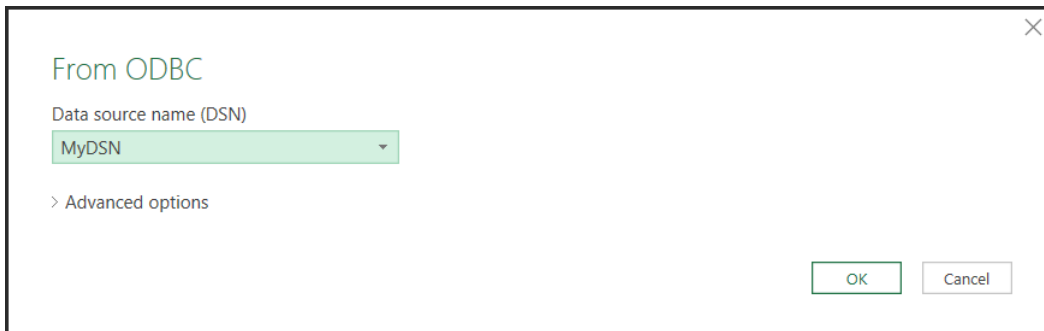 From ODBC
Data source name (DSN)
MyDSN
Advanced options
OK
Cancel